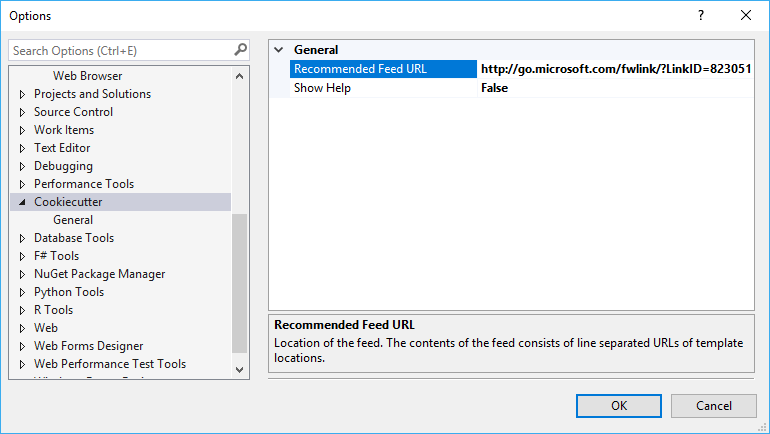 Options
?
Search Options (Ctrl+E)
Web Browser
Projects and Solutions
Source Control
Work Items
Text Editor
Debugging
Performance Tools
Cookiecutter
General
Database Tools
F# Tools
NuGet Package Manager
Python Tools
R Tools
Web
Web Forms Designer
Web Performance Test Tools
General
Recommended Feed URL http://go.microsoft.com/fwlink/?LinkID=823051
Show Help False
Recommended Feed URL
Location of the feed. The contents of the feed consists of line separated URLs of template
locations.
OK Cancel